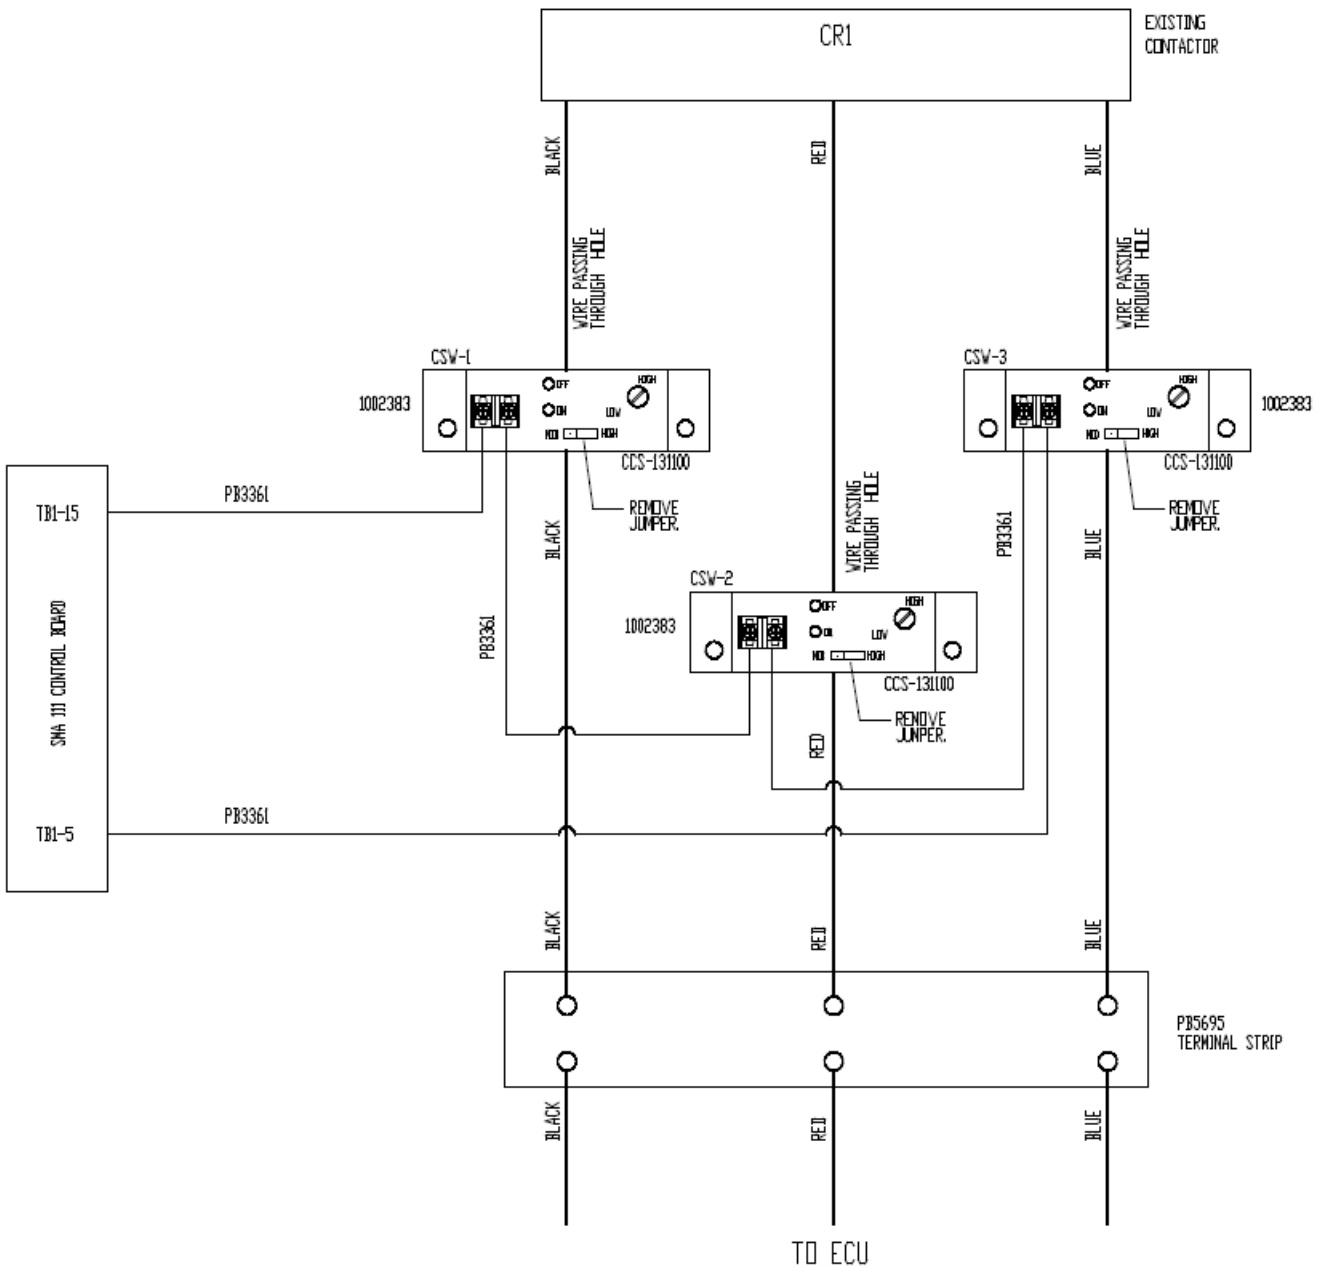 CR1
EXISTING
CONTACTOR
BLACK
RED
BLUE
WIRE PASSING
THROUGH HOLE
WIRE PASSING
THROUGH HOLE
CSW-1
1002383
OFF
ON
HIGH
LOW
MID
HIGH
CCS-131100
REMOVE
JUMPER.
CSW-3
OFF
ON
HIGH
LOW
MID
HIGH
1002383
CCS-131100
REMOVE
JUMPER.
TB1-15
PB3361
BLACK
WIRE PASSING
THROUGH HOLE
PB3361
BLUE
CSW-2
1002383
OFF
ON
HIGH
LOW
MID
HIGH
CCS-131100
REMOVE
JUMPER.
PB3361
SMA III CONTROL BOARD
RED
TB1-5
PB3361
BLACK
RED
BLUE
PB5695
TERMINAL STRIP
BLACK
RED
BLUE
TO ECU